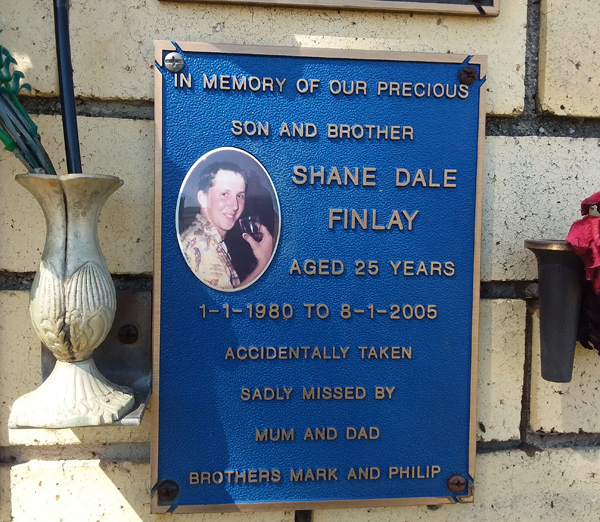 IN MEMORY OF OUR PRECIOUS
SON AND BROTHER
SHANE DALE
FINLAY
AGED 25 YEARS
1-1-1980 TO 8-1-2005
ACCIDENTALLY TAKEN
SADLY MISSED BY
MUM AND DAD
BROTHERS MARK AND PHILIP